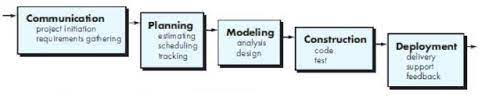 Communication
project initiation
requirements gathering
Planning
estimating
scheduling
tracking
Modeling
analysis
design
Construction
code
test
Deployment
delivery
support
feedback